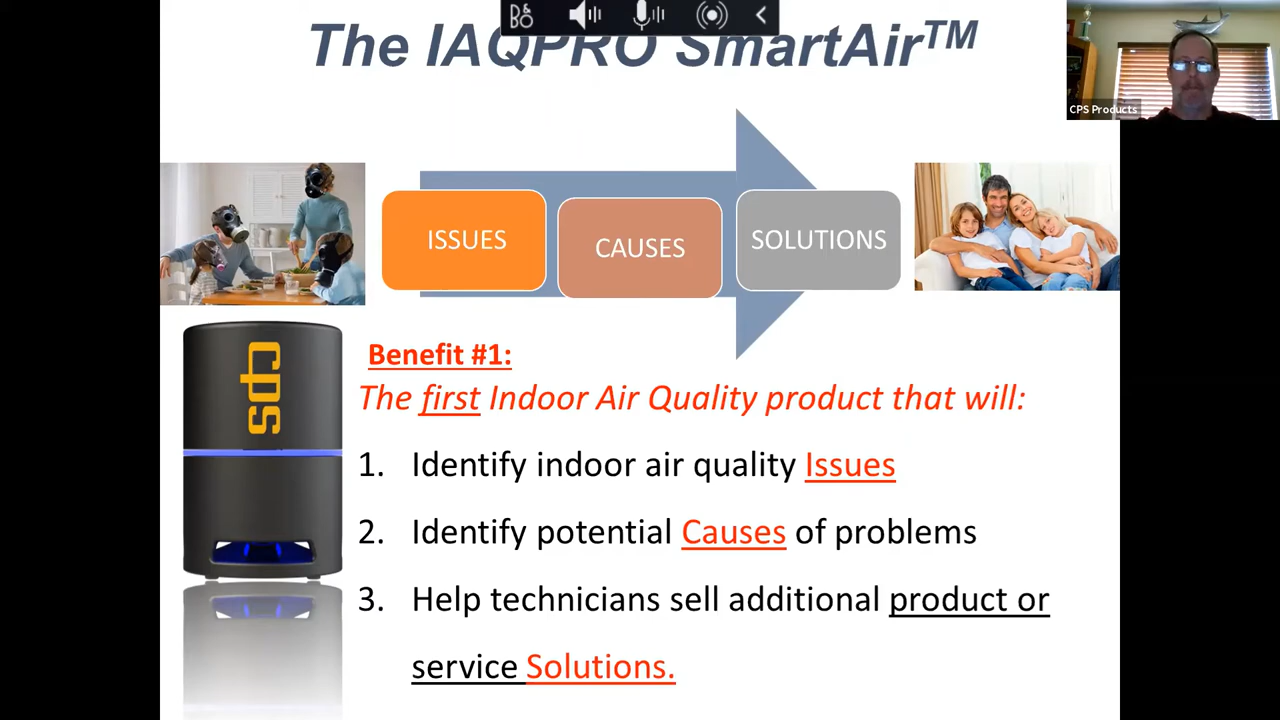 The IAQPRO SmartAir™
CPS Products
ISSUES
CAUSES
SOLUTIONS
cps
Benefit #1:
The first Indoor Air Quality product that will:
1. Identify indoor air quality Issues
2. Identify potential Causes of problems
3. Help technicians sell additional product or
service Solutions.